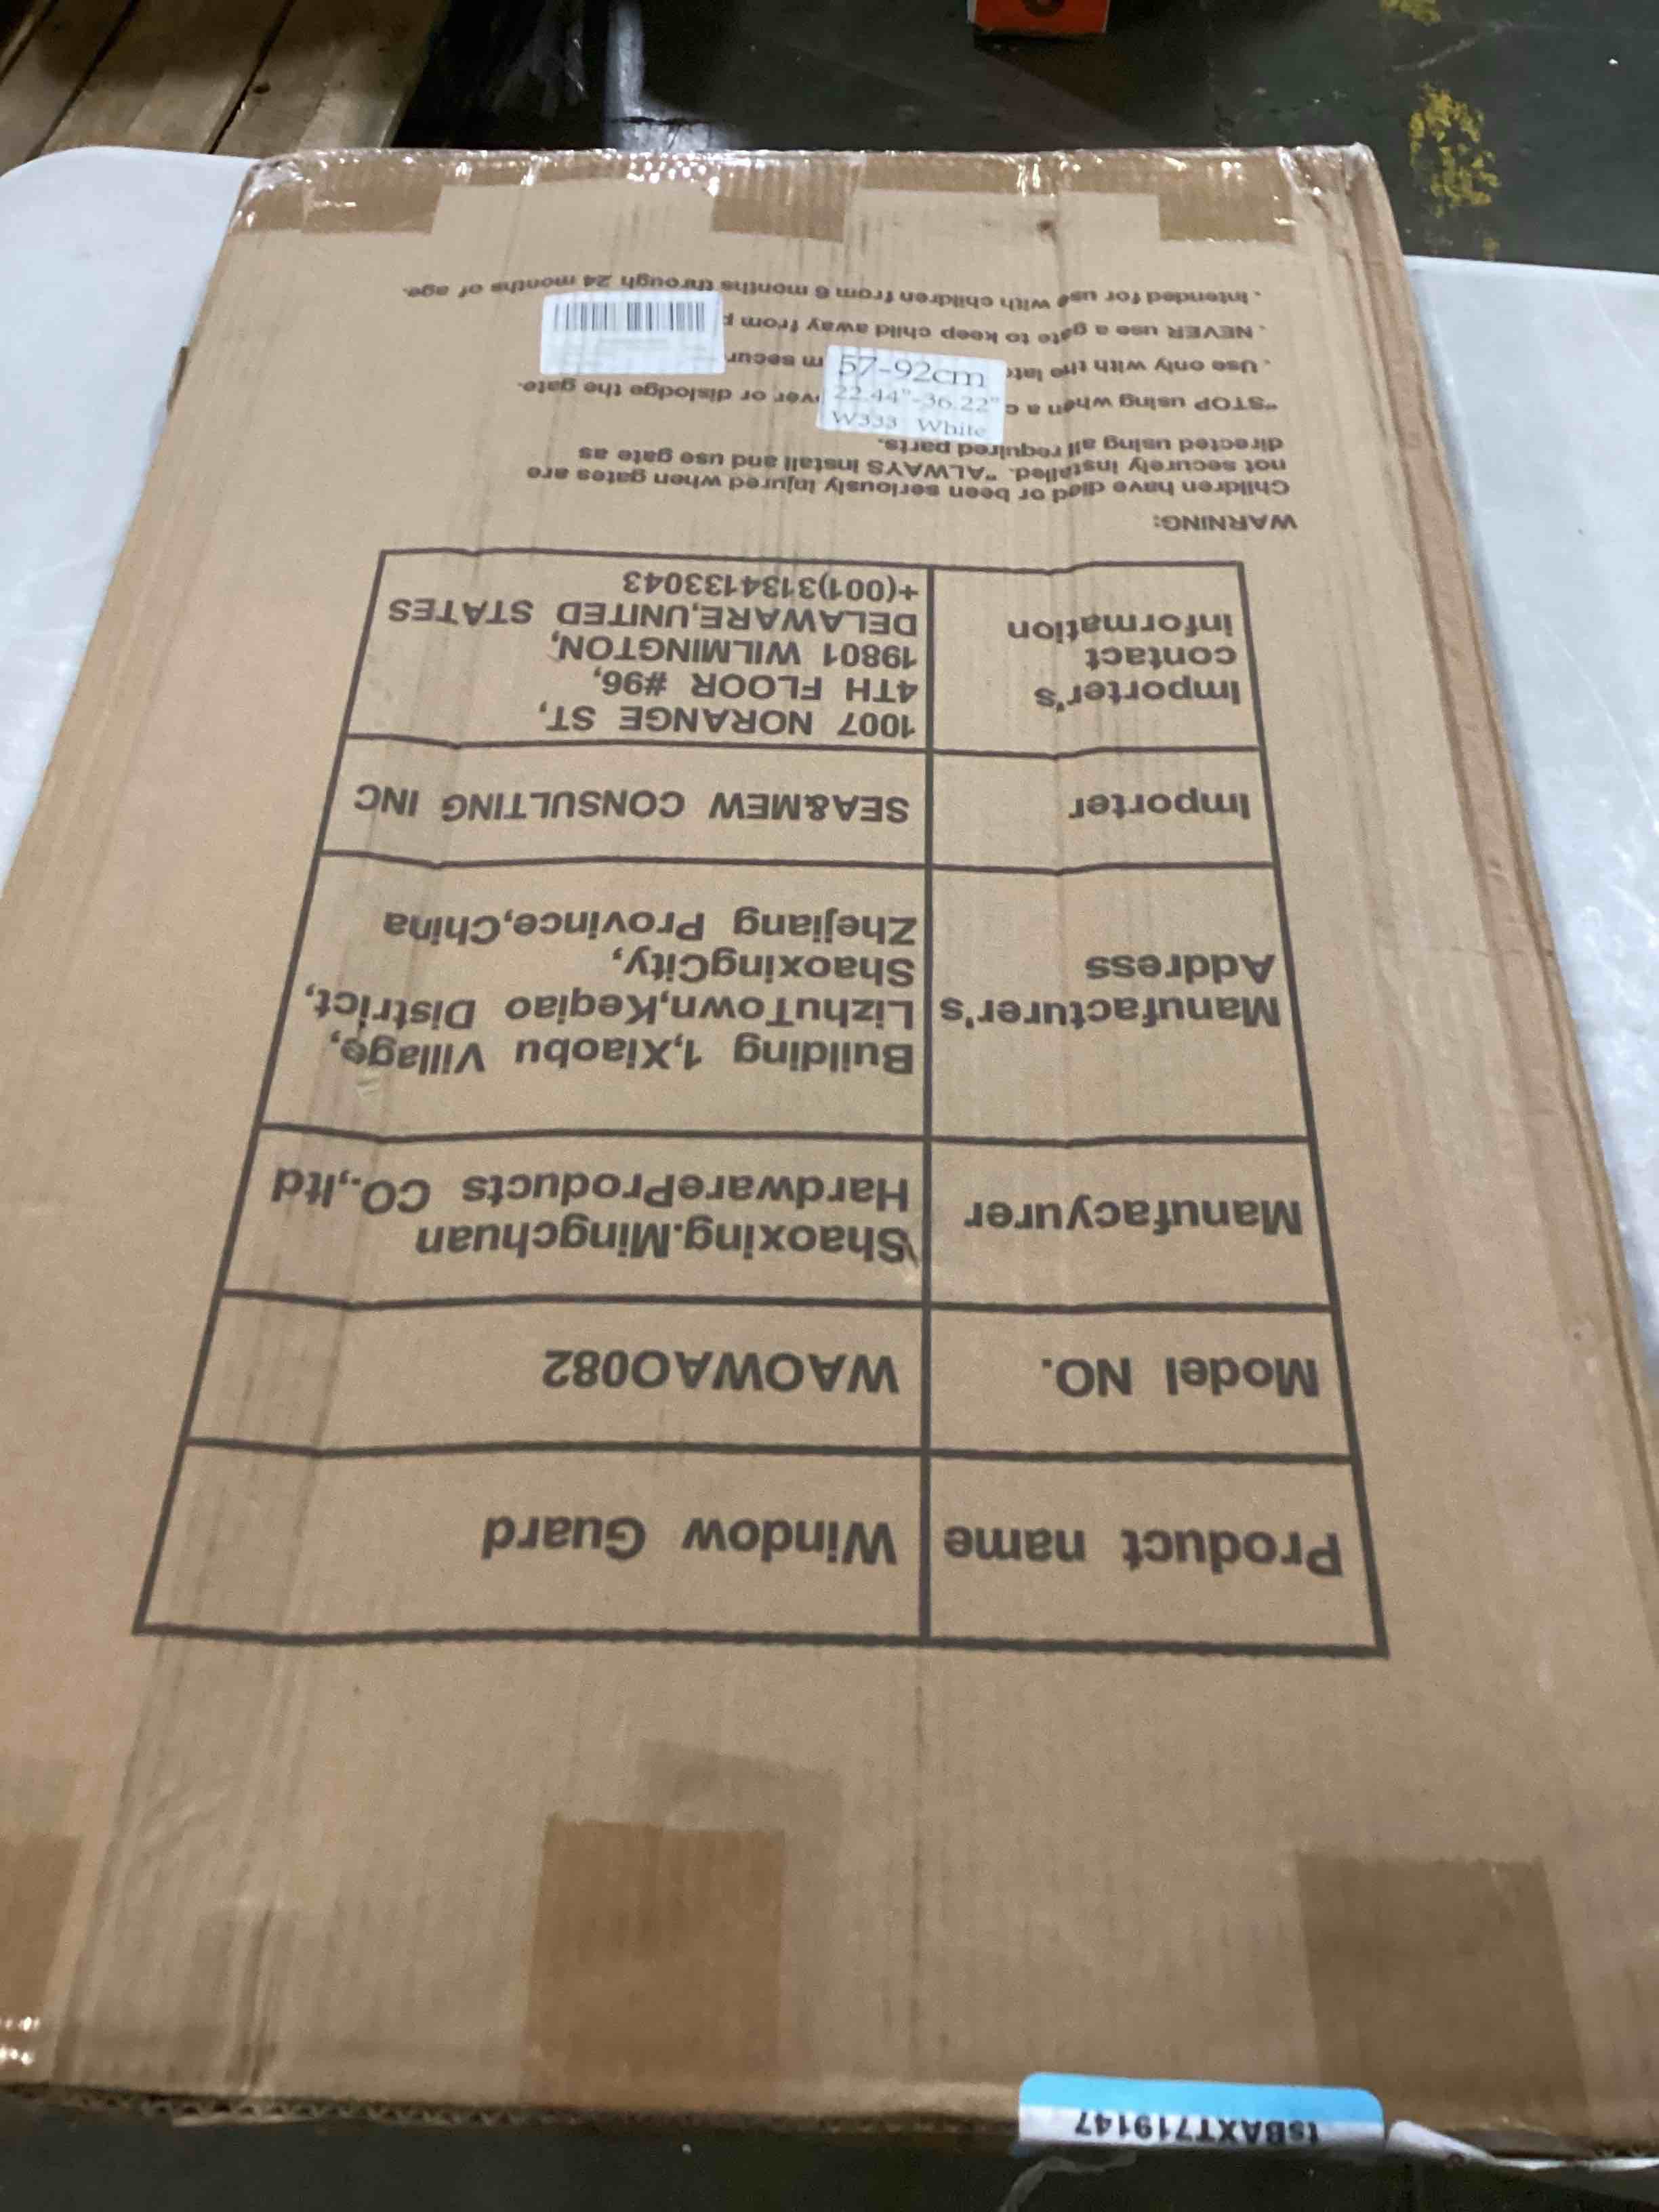 tsBAXT719147
Product name Window Guard
Model NO. WAOWAO082
Manufacyurer Shaoxing.Mingchuan
HardwareProducts CO.,ltd
Manufacturer's
Address
Building 1,Xiaobu Village,
LizhuTown,Keqiao District,
ShaoxingCity,
Zhejiang Province,China
Importer SEA&MEW CONSULTING INC
Importer's
contact
information
1007 NORANGE ST,
4TH FLOOR #96,
19801 WILMINGTON,
DELAWARE,UNITED STATES
+(001)3134133043
WARNING:
Children have died or been seriously injured when gates are
not securely installed. "ALWAYS install and use gate as
directed using all required parts.
"STOP using when a c over or dislodge the gate.
. Use only with the
. NEVER use a gate to keep child away from
. Intended for use with children from 6 months through 24 months of age.
57-92cm
22.44"-36.22"
W333 White